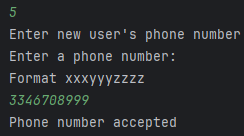 5
Enter new user's phone number
Enter a phone number:
Format xxxyyyzzzz
3346708999
Phone number accepted